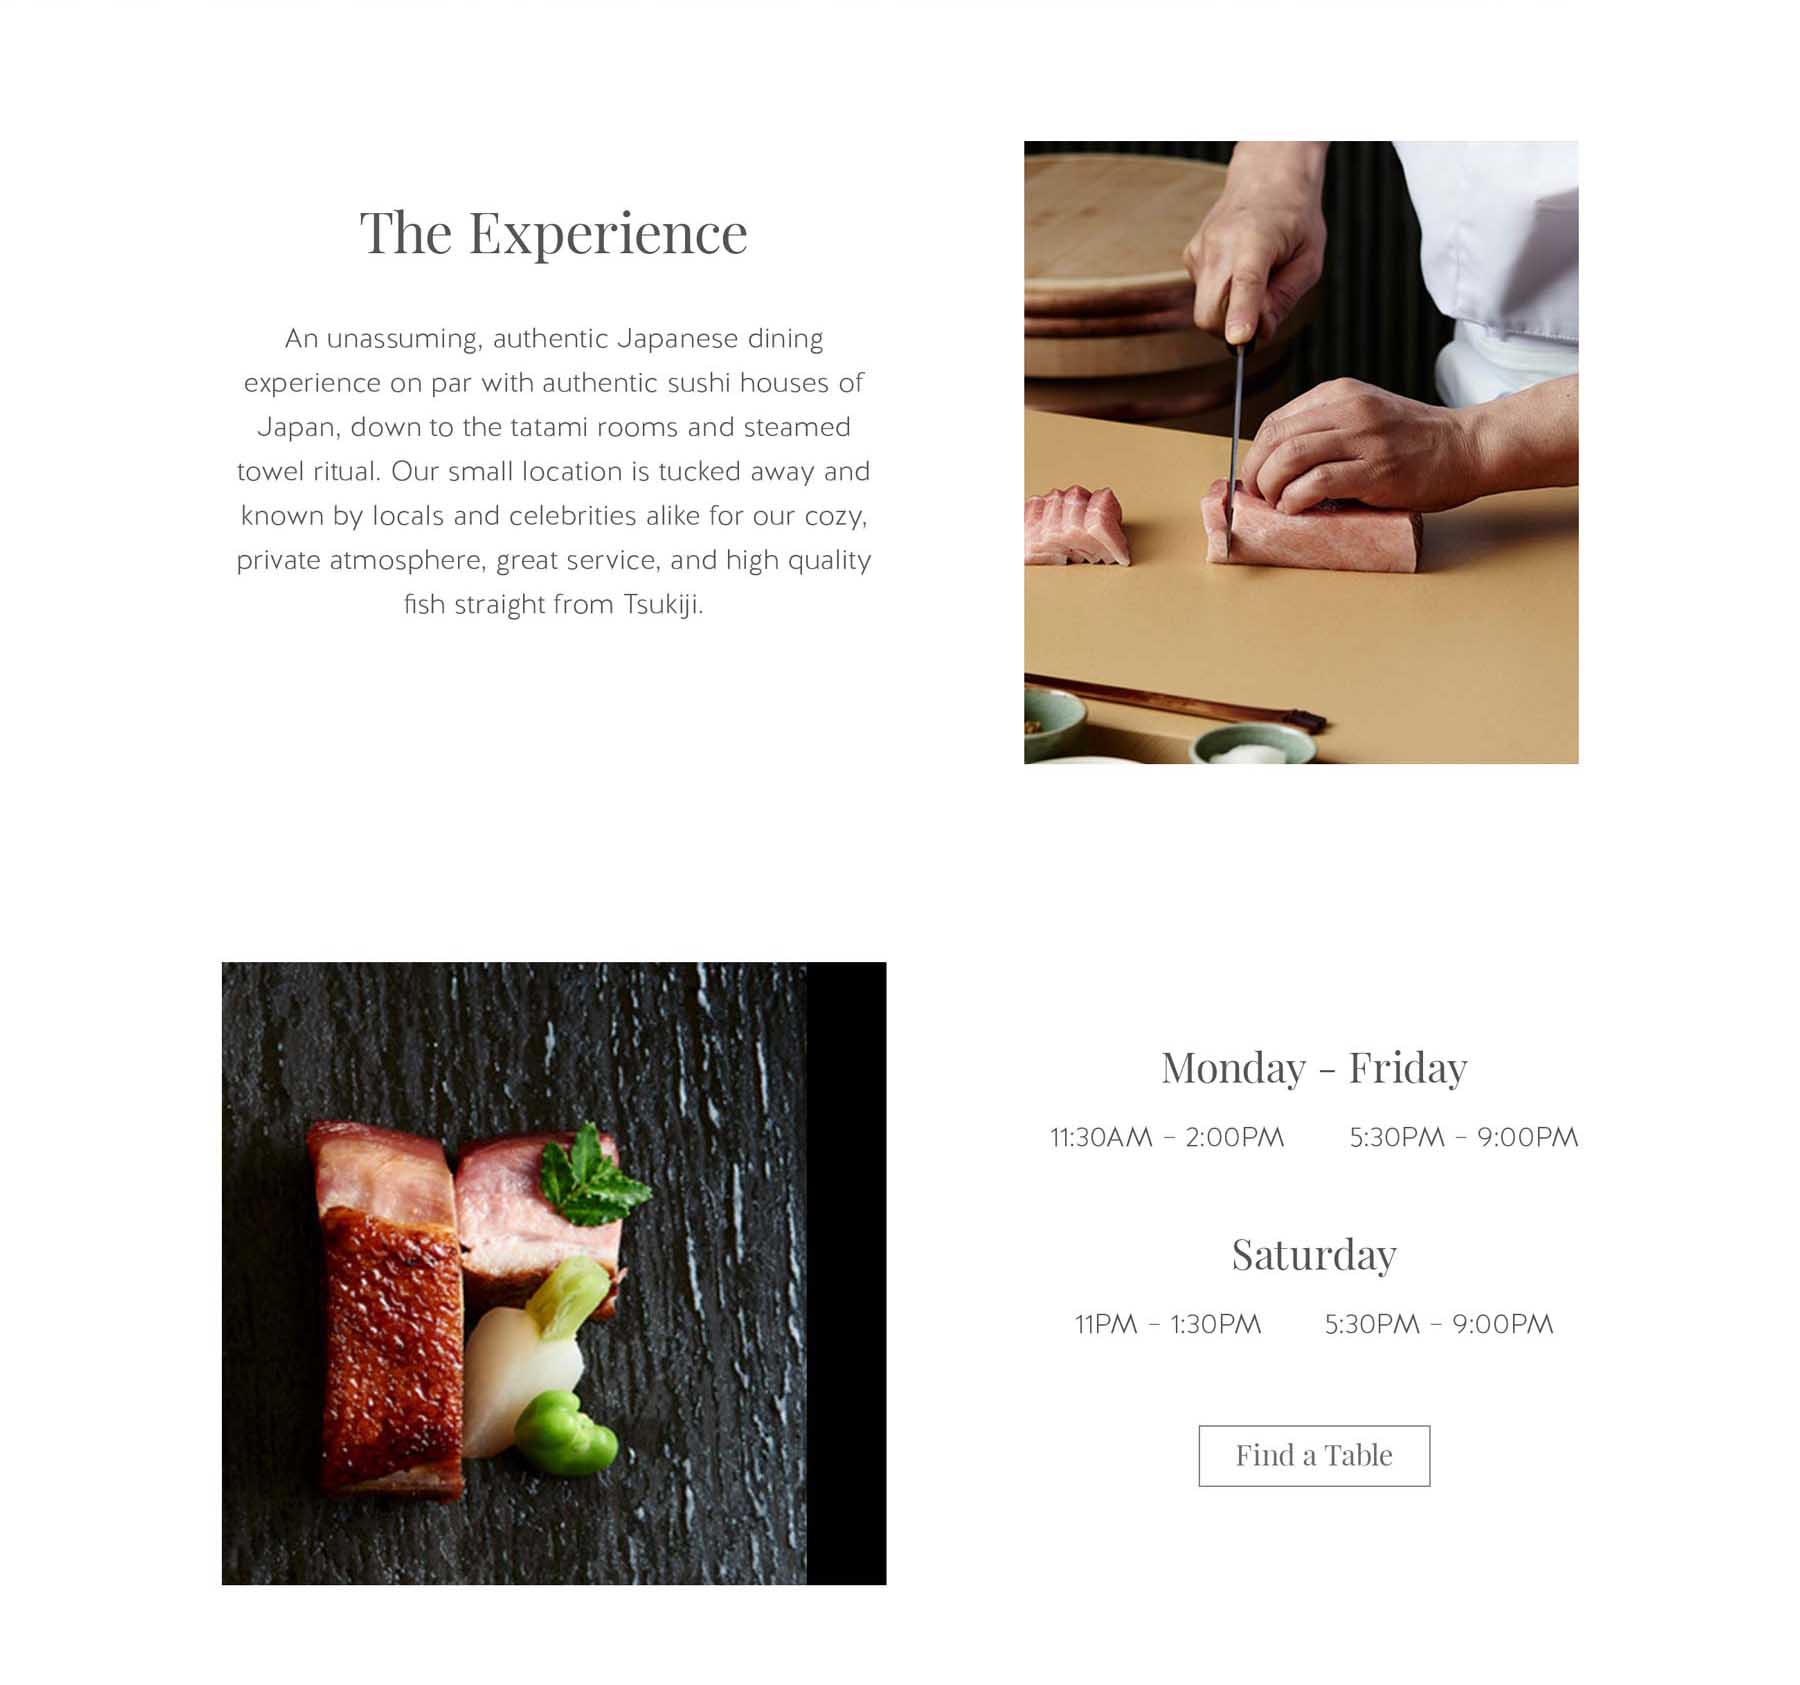 The Experience
An unassuming, authentic Japanese dining
experience on par with authentic sushi houses of
Japan, down to the tatami rooms and steamed
towel ritual. Our small location is tucked away and
known by locals and celebrities alike for our cozy,
private atmosphere, great service, and high quality
fish straight from Tsukiji.
Monday - Friday
11:30AM – 2:00PM 5:30PM – 9:00PM
Saturday
11PM – 1:30PM 5:30PM – 9:00PM
Find a Table